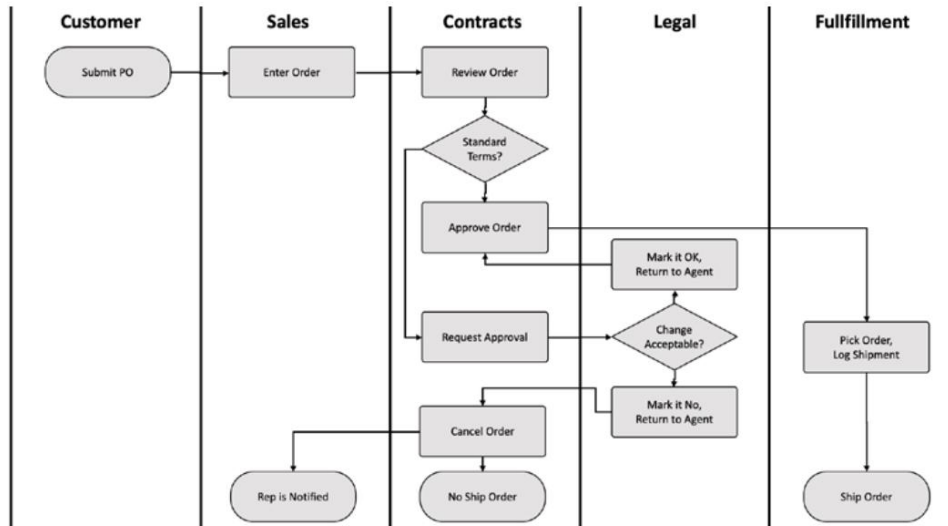 Customer
Sales
Contracts
Legal
Fullfillment
Submit PO
Enter Order
Review Order
Standard
Terms?
Approve Order
Mark it OK,
Return to Agent
Request Approval
Change
Acceptable?
Pick Order,
Log Shipment
Mark it No,
Return to Agent
Cancel Order
Rep is Notified
No Ship Order
Ship Order